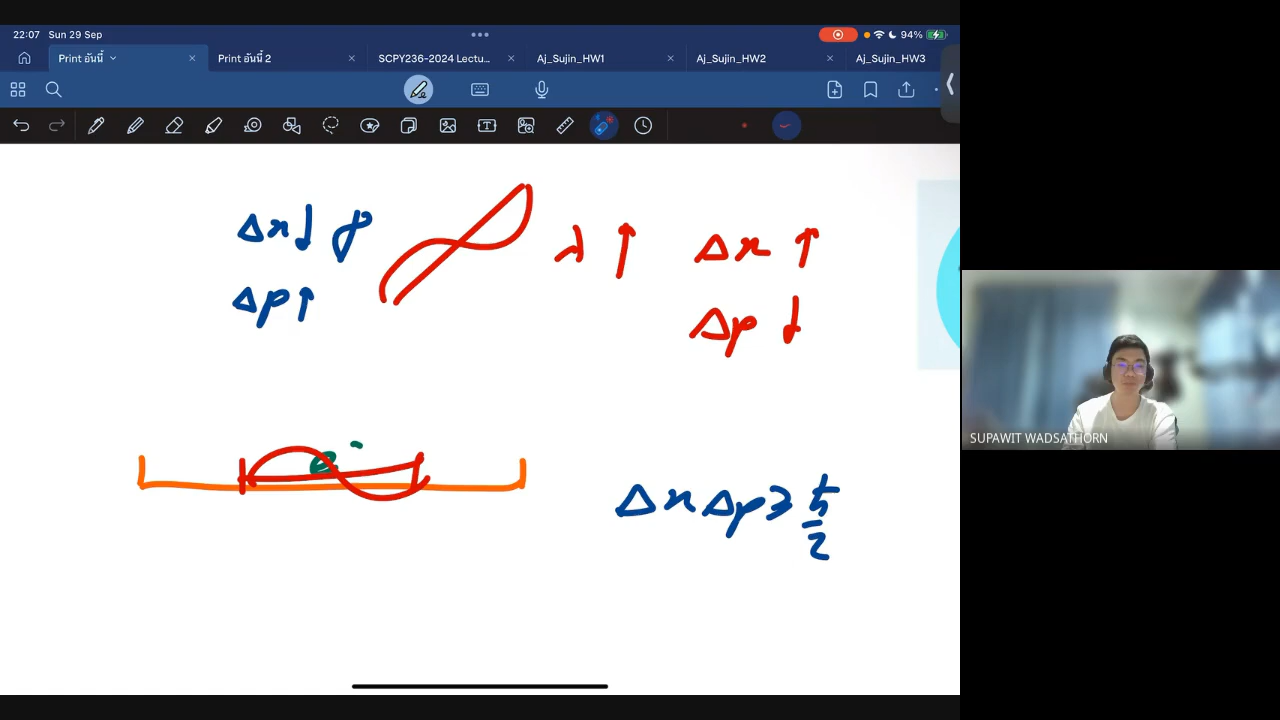 22:07 Sun 29 Sep
94%
Print อันนี้
Print อันนี้ 2
SCPY236-2024 Lectu...
Aj_Sujin_HW1
Aj_Sujin_HW2
Aj_Sujin_HW3
Δx↓
Δp↑
λ ↑
Δx ↑
Δp ↓
e⁻
ΔxΔp≥ħ/2
SUPAWIT WADSATHORN